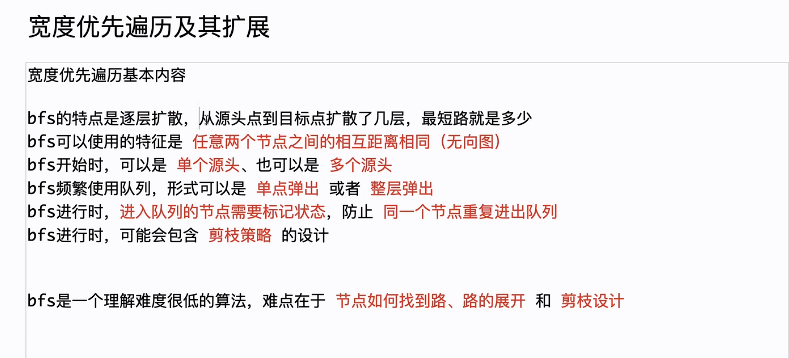 宽度优先遍历及其扩展
宽度优先遍历基本内容
bfs的特点是逐层扩散，从源头点到目标点扩散了几层，最短路就是多少
bfs可以使用的特征是 任意两个节点之间的相互距离相同（无向图）
bfs开始时，可以是 单个源头、也可以是 多个源头
bfs频繁使用队列，形式可以是 单点弹出 或者 整层弹出
bfs进行时，进入队列的节点需要标记状态，防止 同一个节点重复进出队列
bfs进行时，可能会包含 剪枝策略 的设计
bfs是一个理解难度很低的算法，难点在于 节点如何找到路、路的展开 和 剪枝设计